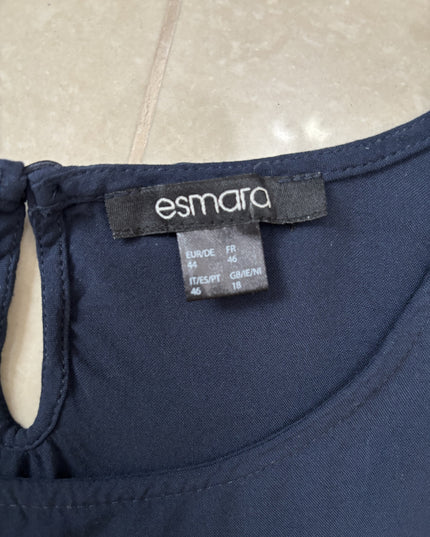 esmara
EUR/DE FR
44 46
IT/ES/PT GB/IE/NI
46 18